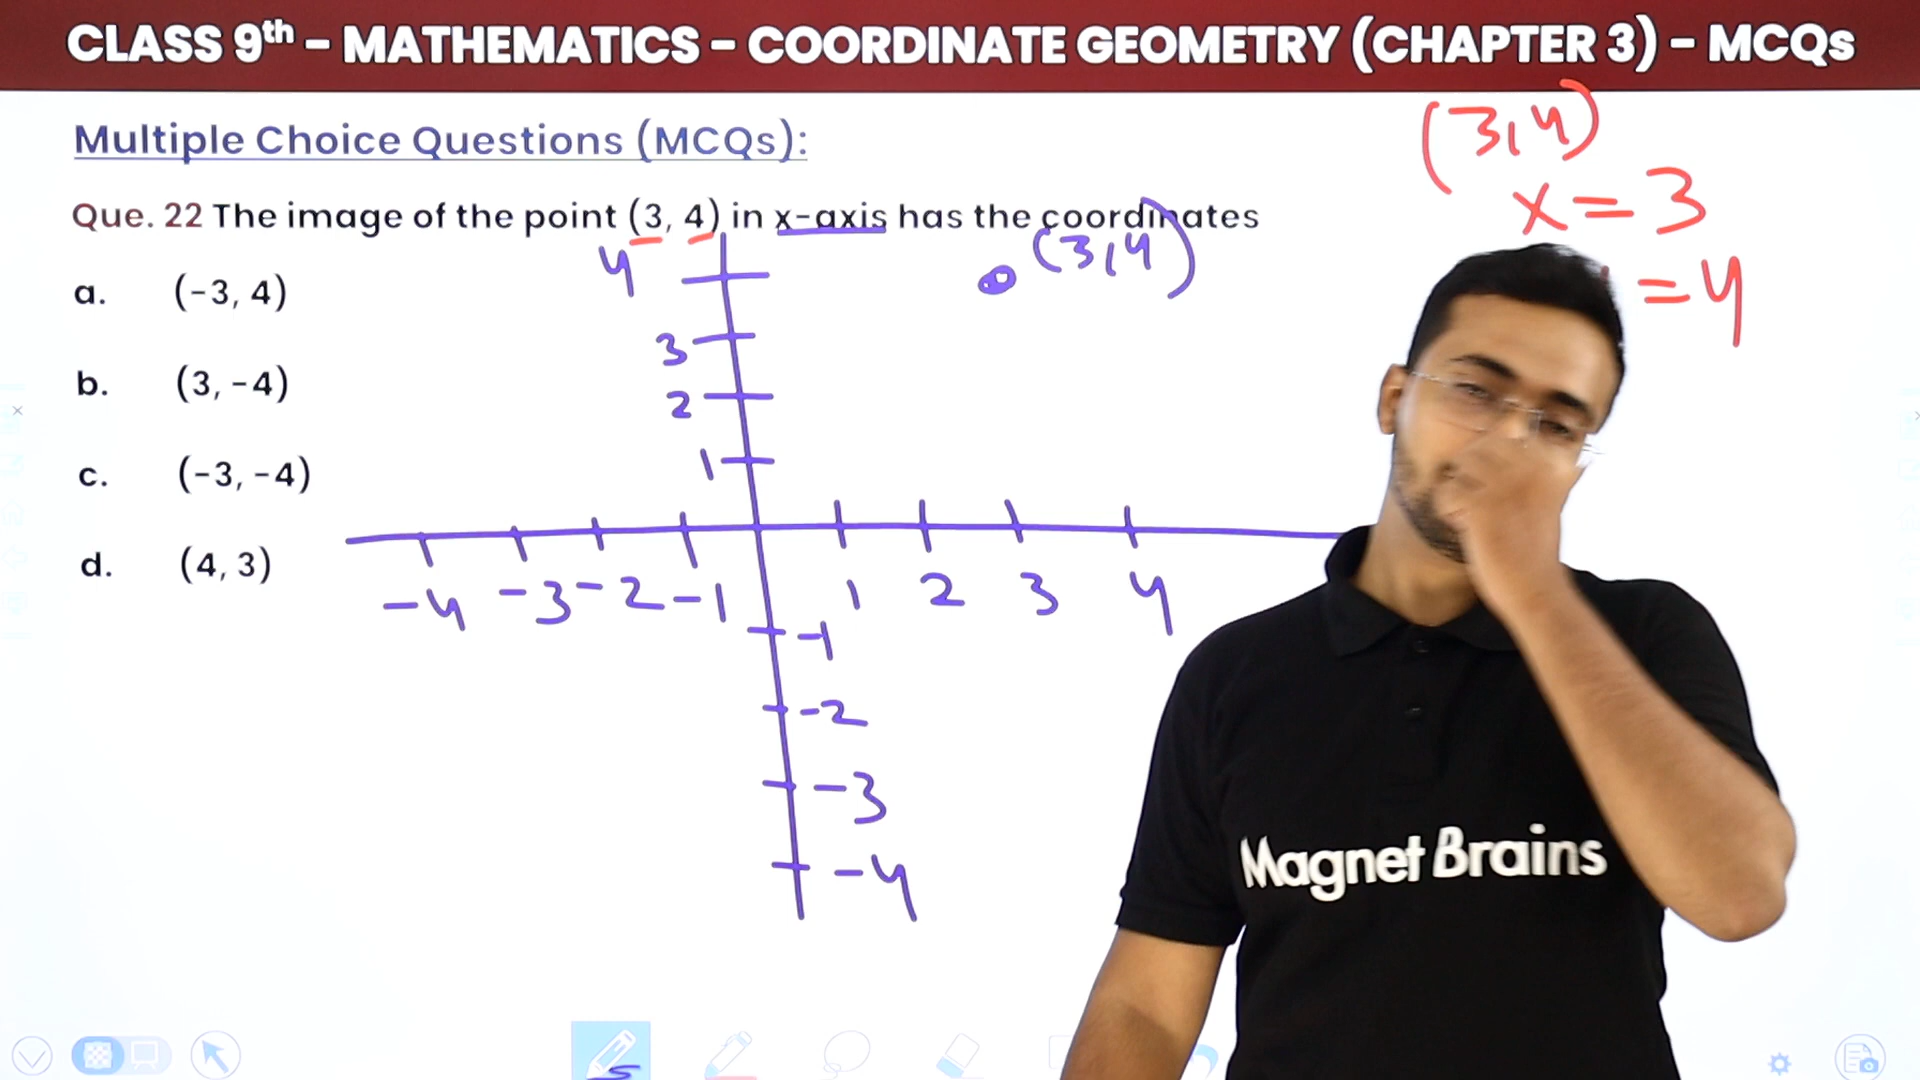 CLASS 9th – MATHEMATICS – COORDINATE GEOMETRY (CHAPTER 3) – MCQs
Multiple Choice Questions (MCQs):
Que. 22 The image of the point (3, 4) in x-axis has the coordinates
a. (-3, 4)
b. (3, -4)
c. (-3, -4)
d. (4, 3)
(3,4)
x = 3
= 4
(3,4)
4
3
2
1
-4 -3 -2 -1 1 2 3 4
-1
-2
-3
-4
Magnet Brains